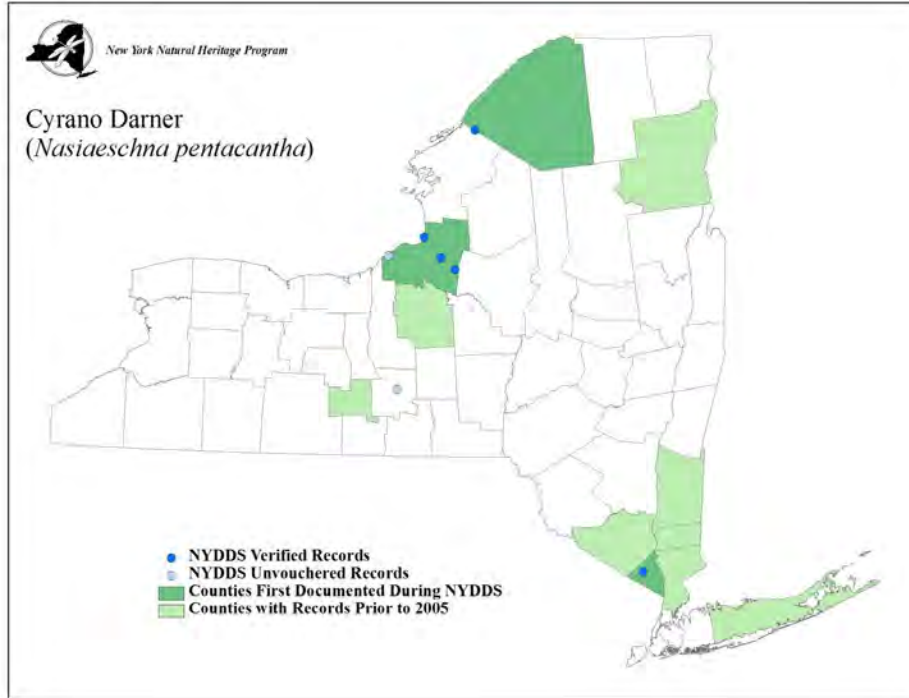 New York Natural Heritage Program
Cyrano Darner
(Nasiaeschna pentacantha)
NYDDS Verified Records
NYDDS Unvouchered Records
Counties First Documented During NYDDS
Counties with Records Prior to 2005